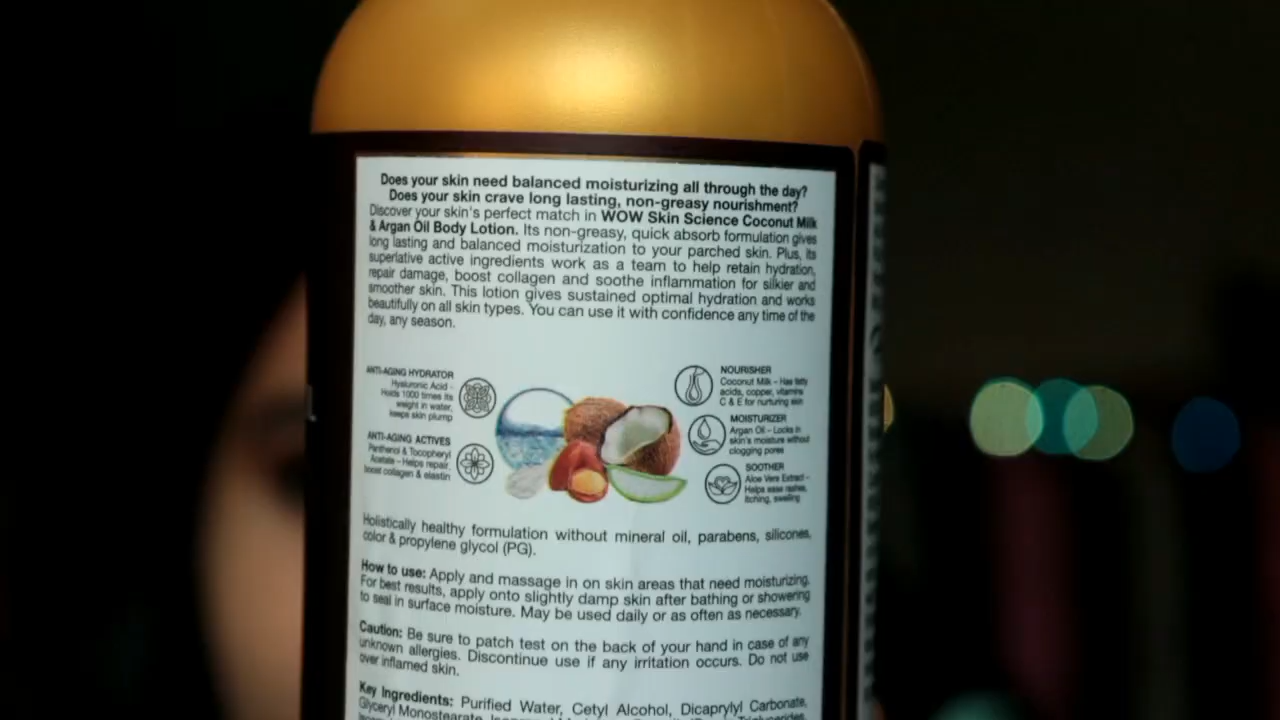 Does your skin need balanced moisturizing all through the day?
Does your skin crave long lasting, non-greasy nourishment?
Discover your skin's perfect match in WOW Skin Science Coconut Milk
& Argan Oil Body Lotion. Its non-greasy, quick absorb formulation gives
long lasting and balanced moisturization to your parched skin. Plus, its
superlative active ingredients work as a team to help retain hydration,
repair damage, boost collagen and soothe inflammation for silkier and
smoother skin. This lotion gives sustained optimal hydration and works
beautifully on all skin types. You can use it with confidence any time of the
day, any season.
ANTI-AGING HYDRATOR
Hyaluronic Acid -
Holds 1000 times its
weight in water,
keeps skin plump
ANTI-AGING ACTIVES
Panthenol & Tocopheryl
Acetate – Helps repair,
boost collagen & elastin
NOURISHER
Coconut Milk – Has fatty
acids, copper, vitamins
C & E for nurturing skin
MOISTURIZER
Argan Oil – Locks in
skin's moisture without
clogging pores
SOOTHER
Aloe Vera Extract –
Helps ease rashes,
itching, swelling
Holistically healthy formulation without mineral oil, parabens, silicones,
color & propylene glycol (PG).
How to use: Apply and massage in on skin areas that need moisturizing.
For best results, apply onto slightly damp skin after bathing or showering
to seal in surface moisture. May be used daily or as often as necessary.
Caution: Be sure to patch test on the back of your hand in case of any
unknown allergies. Discontinue use if any irritation occurs. Do not use
over inflamed skin.
Key Ingredients: Purified Water, Cetyl Alcohol, Dicaprylyl Carbonate,
Glyceryl Monostearate,